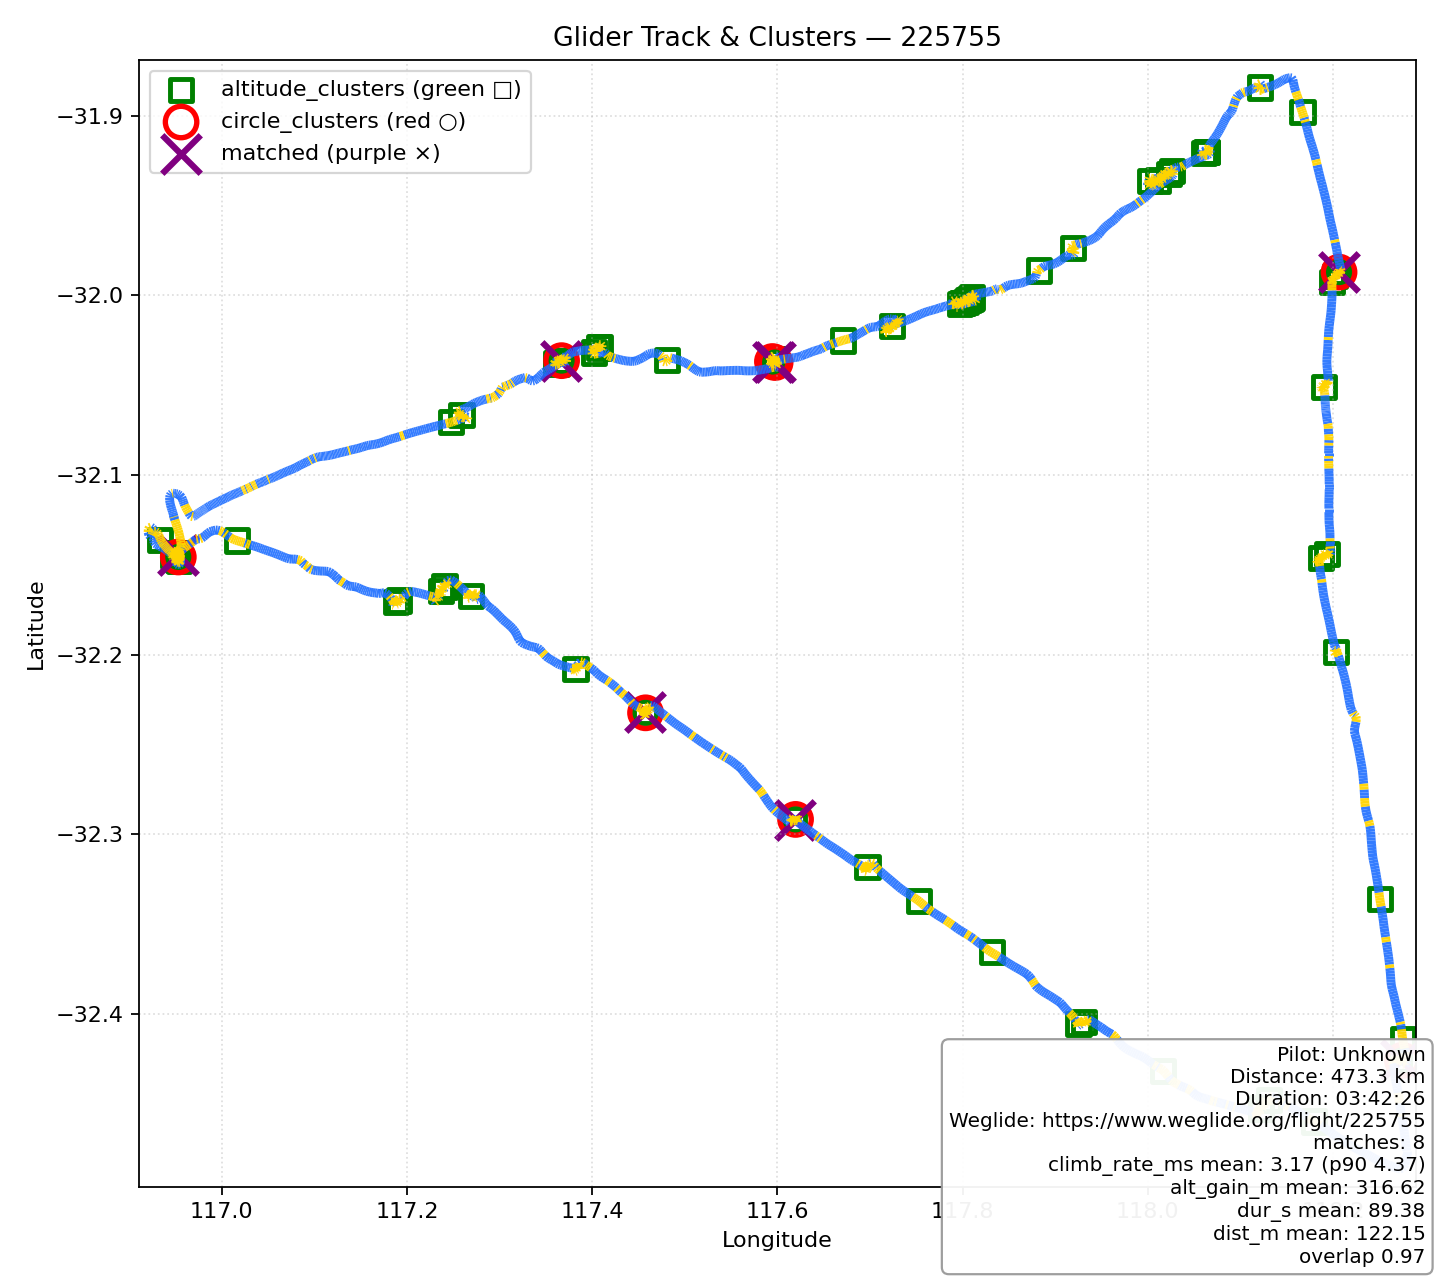 Glider Track & Clusters — 225755
altitude_clusters (green □)
circle_clusters (red ○)
matched (purple ×)
−31.9
−32.0
−32.1
−32.2
−32.3
−32.4
Latitude
117.0
117.2
117.4
117.6
117.8
118.0
Longitude
Pilot: Unknown
Distance: 473.3 km
Duration: 03:42:26
Weglide: https://www.weglide.org/flight/225755
matches: 8
climb_rate_ms mean: 3.17 (p90 4.37)
alt_gain_m mean: 316.62
dur_s mean: 89.38
dist_m mean: 122.15
overlap 0.97